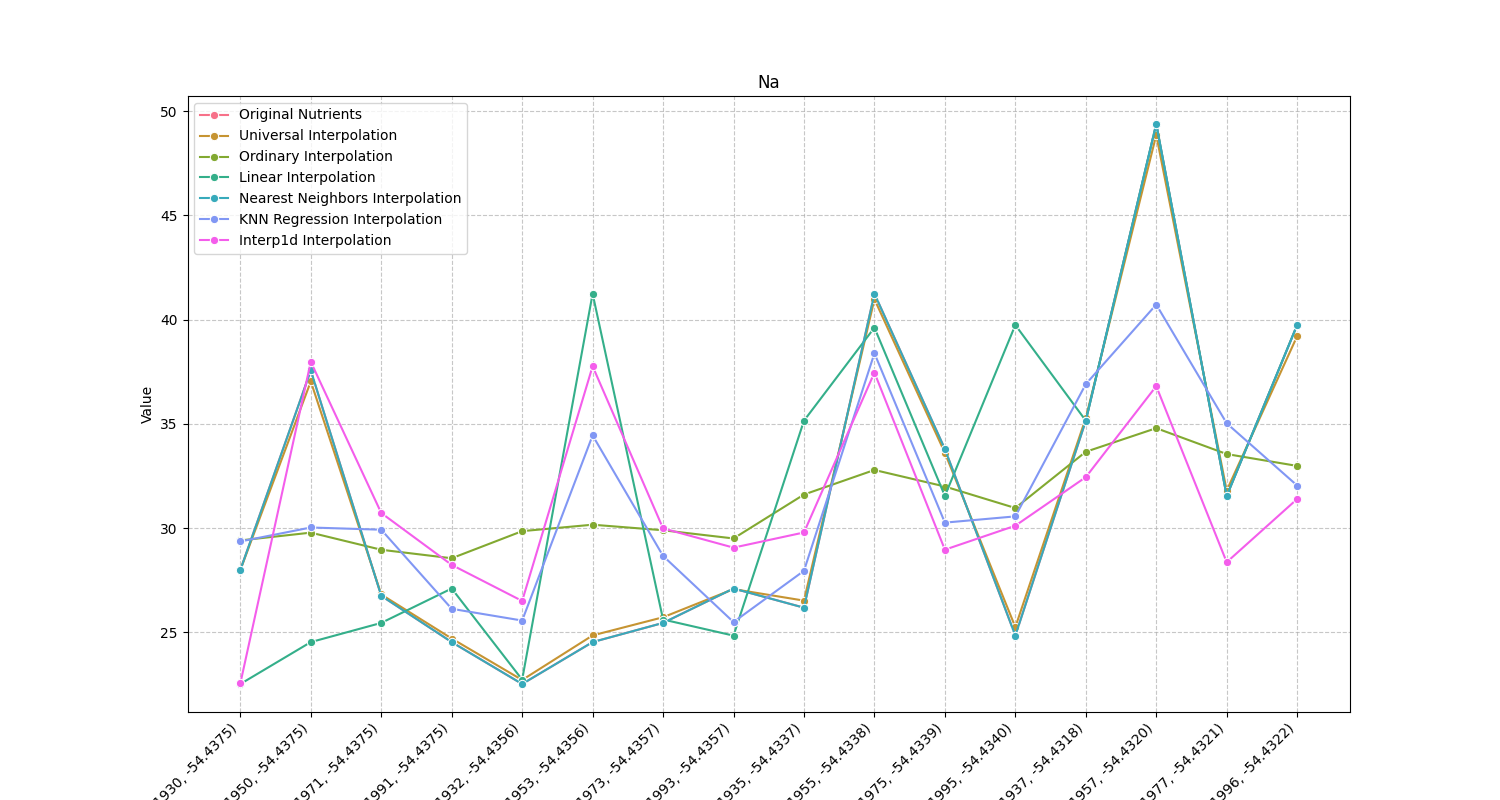 Na
50
45
40
35
30
25
Value
Original Nutrients
Universal Interpolation
Ordinary Interpolation
Linear Interpolation
Nearest Neighbors Interpolation
KNN Regression Interpolation
Interp1d Interpolation
1930, -54.4375)
1950, -54.4375)
1971, -54.4375)
1991, -54.4375)
1932, -54.4356)
1953, -54.4356)
1973, -54.4357)
1993, -54.4357)
1935, -54.4337)
1955, -54.4338)
1975, -54.4339)
1995, -54.4340)
1937, -54.4318)
1957, -54.4320)
1977, -54.4321)
1996, -54.4322)